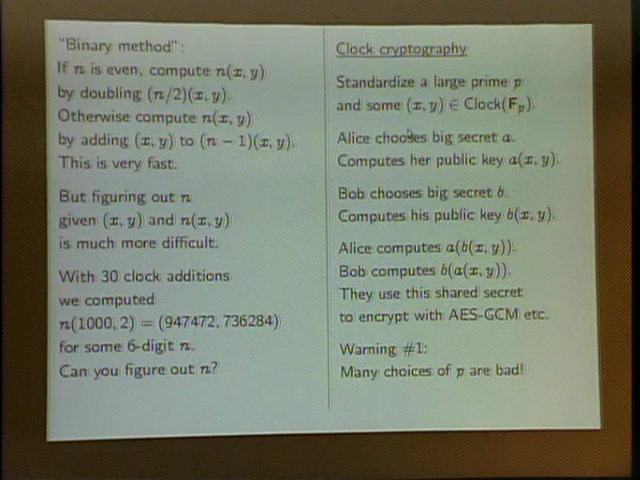 "Binary method":
If n is even, compute n(x, y)
by doubling (n/2)(x, y).
Otherwise compute n(x, y)
by adding (x, y) to (n − 1)(x, y).
This is very fast.
But figuring out n
given (x, y) and n(x, y)
is much more difficult.
With 30 clock additions
we computed
n(1000, 2) = (947472, 736284)
for some 6-digit n.
Can you figure out n?
Clock cryptography
Standardize a large prime p
and some (x, y) ∈ Clock(F_p).
Alice chooses big secret a.
Computes her public key a(x, y).
Bob chooses big secret b.
Computes his public key b(x, y).
Alice computes a(b(x, y)).
Bob computes b(a(x, y)).
They use this shared secret
to encrypt with AES-GCM etc.
Warning #1:
Many choices of p are bad!